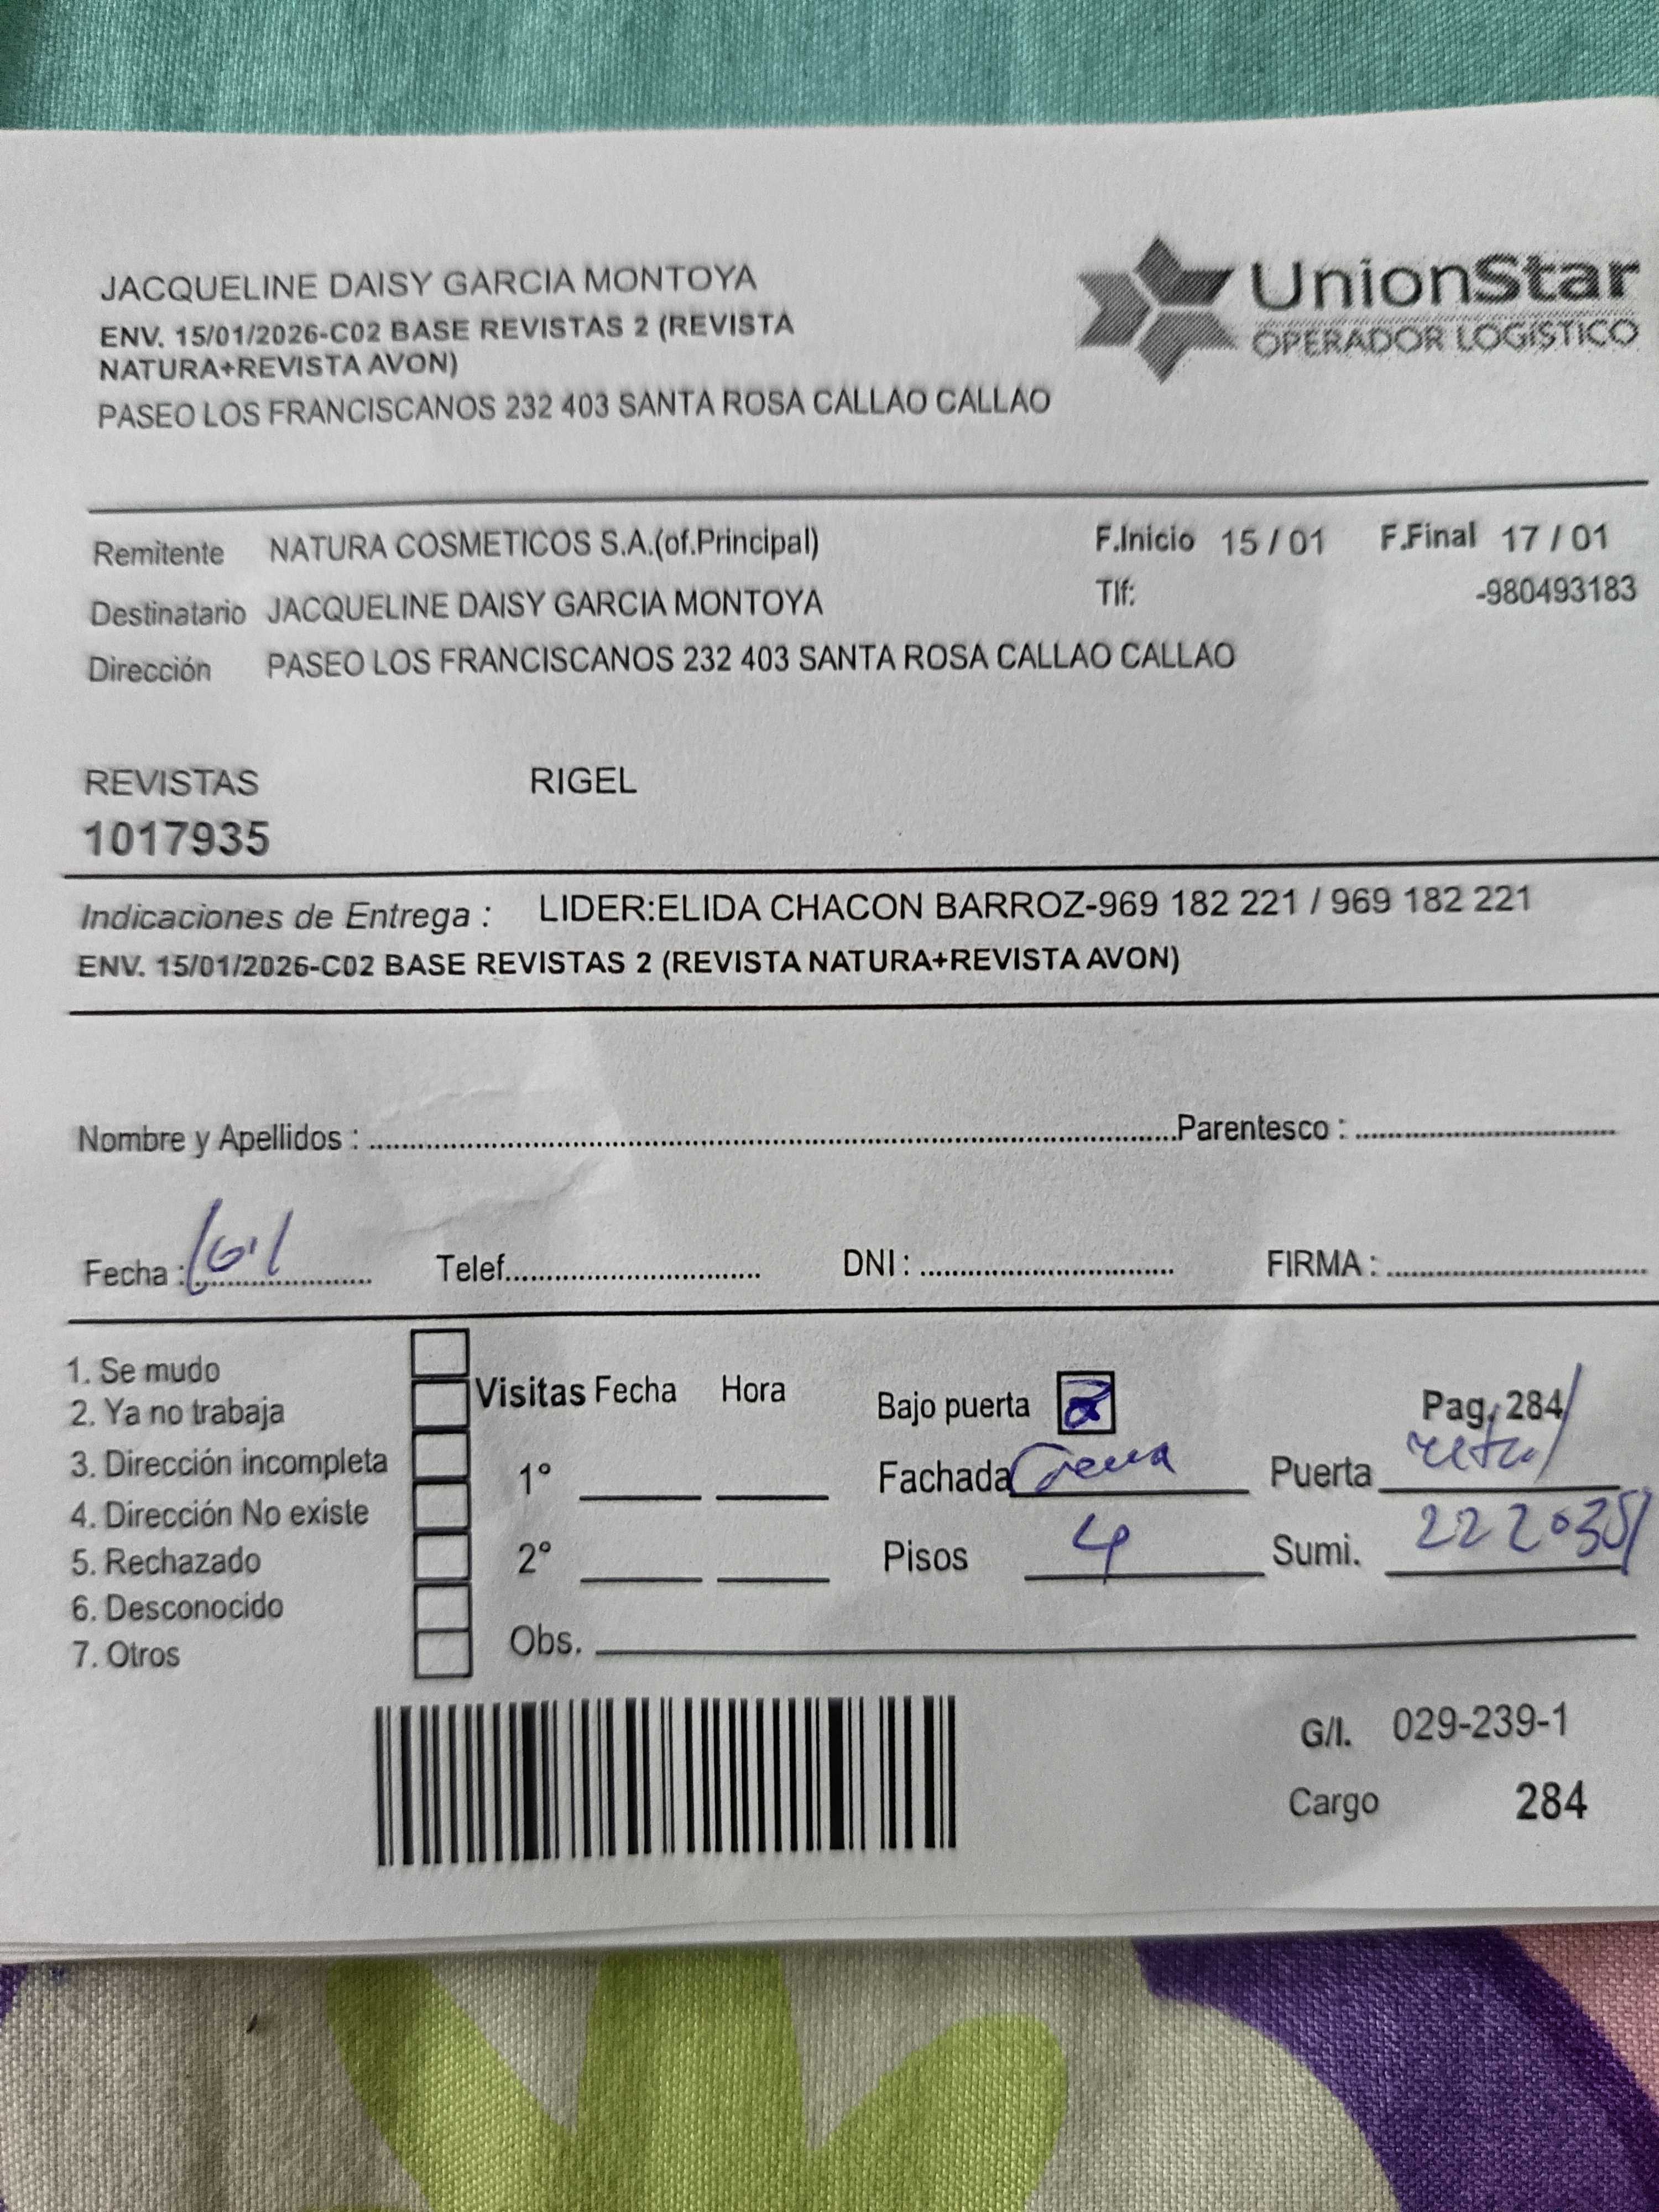 JACQUELINE DAISY GARCIA MONTOYA
ENV. 15/01/2026-C02 BASE REVISTAS 2 (REVISTA
NATURA+REVISTA AVON)
PASEO LOS FRANCISCANOS 232 403 SANTA ROSA CALLAO CALLAO
UnionStar
OPERADOR LOGÍSTICO
Remitente NATURA COSMETICOS S.A.(of.Principal) F.Inicio 15 / 01 F.Final 17 / 01
Destinatario JACQUELINE DAISY GARCIA MONTOYA Tlf: -980493183
Dirección PASEO LOS FRANCISCANOS 232 403 SANTA ROSA CALLAO CALLAO
REVISTAS RIGEL
1017935
Indicaciones de Entrega : LIDER:ELIDA CHACON BARROZ-969 182 221 / 969 182 221
ENV. 15/01/2026-C02 BASE REVISTAS 2 (REVISTA NATURA+REVISTA AVON)
Nombre y Apellidos : Parentesco :
Fecha : Telef. DNI : FIRMA :
1. Se mudo
2. Ya no trabaja
3. Dirección incompleta
4. Dirección No existe
5. Rechazado
6. Desconocido
7. Otros
Visitas Fecha Hora
1°
2°
Bajo puerta Pag. 284
Fachada Crema Puerta
Pisos 4 Sumi. 222035
Obs.
G/I. 029-239-1
Cargo 284